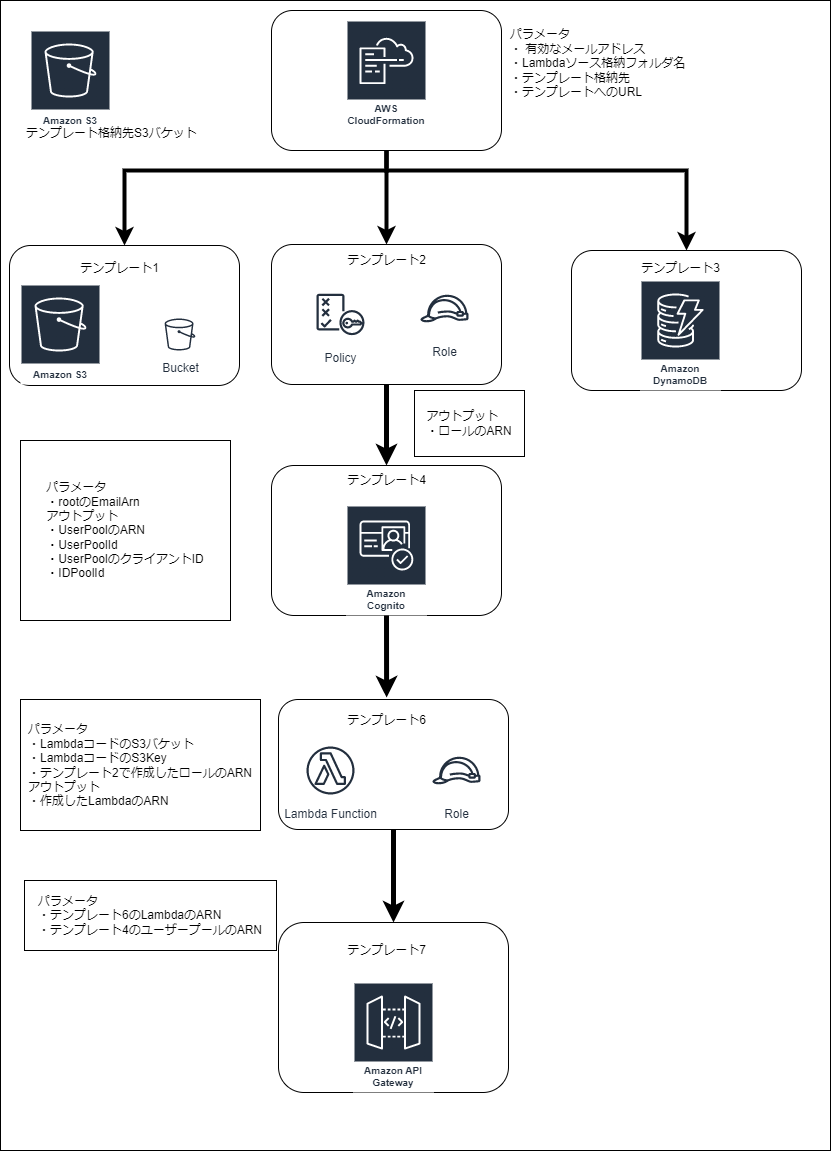 Amazon S3
テンプレート格納先S3バケット
AWS
CloudFormation
パラメータ
・ 有効なメールアドレス
・Lambdaソース格納フォルダ名
・テンプレート格納先
・テンプレートへのURL
テンプレート1
Amazon S3
Bucket
テンプレート2
Policy
Role
テンプレート3
Amazon
DynamoDB
アウトプット
・ロールのARN
パラメータ
・rootのEmailArn
アウトプット
・UserPoolのARN
・UserPoolId
・UserPoolのクライアントID
・IDPoolId
テンプレート4
Amazon
Cognito
パラメータ
・LambdaコードのS3バケット
・LambdaコードのS3Key
・テンプレート2で作成したロールのARN
アウトプット
・作成したLambdaのARN
テンプレート6
Lambda Function
Role
パラメータ
・テンプレート6のLambdaのARN
・テンプレート4のユーザープールのARN
テンプレート7
Amazon API
Gateway